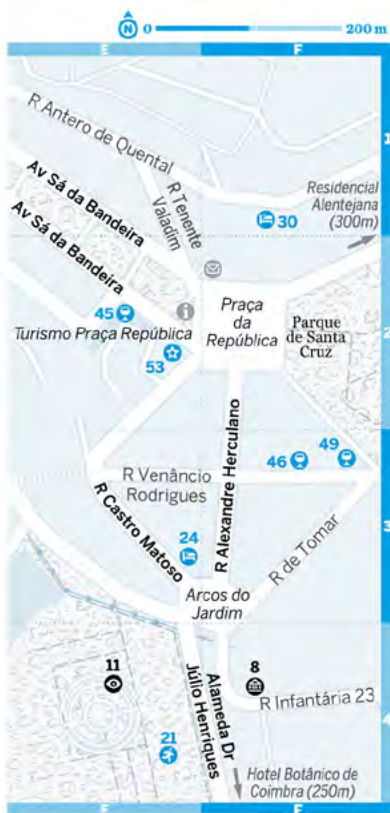 N 0 200 m
E F
1
R Antero de Quental
Residencial
Alentejana
(300m)
Av Sá da Bandeira
R Tenente
Valadim
30
Av Sá da Bandeira
2
45
Turismo Praça República
53
Praça
da
República
Parque
de Santa
Cruz
R Alexandre Herculano
46
49
R Venâncio
Rodrigues
3
R Castro Matoso
24
R de Tomar
Arcos do
Jardim
11
8
Alameda Dr
Júlio Henriques
R Infantária 23
4
21
Hotel Botânico de
Coimbra (250m)
E F